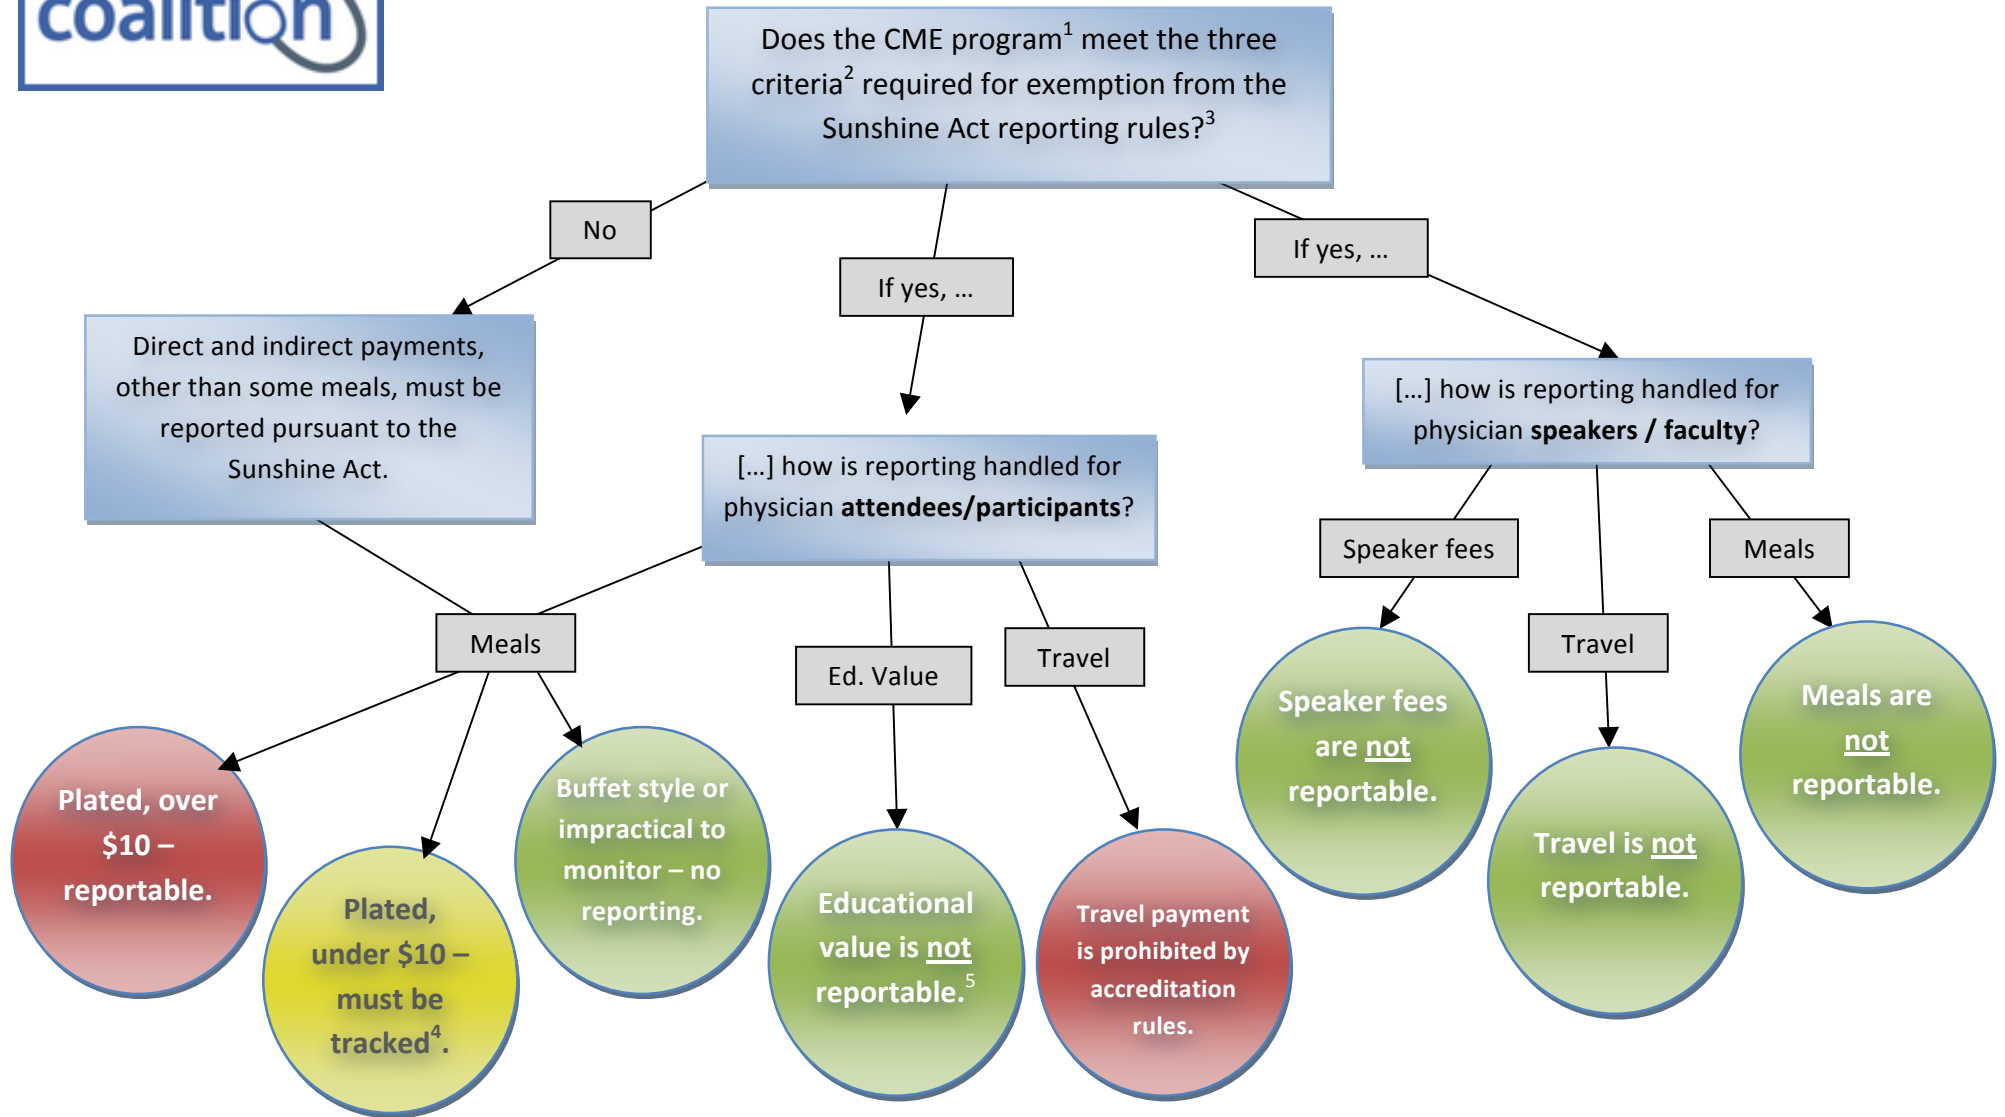 coalition
Does the CME program¹ meet the three
criteria² required for exemption from the
Sunshine Act reporting rules?³
No
If yes, ...
If yes, ...
Direct and indirect payments,
other than some meals, must be
reported pursuant to the
Sunshine Act.
[...] how is reporting handled for
physician attendees/participants?
[...] how is reporting handled for
physician speakers / faculty?
Meals
Ed. Value
Travel
Speaker fees
Travel
Meals
Plated, over
$10 –
reportable.
Plated,
under $10 –
must be
tracked⁴.
Buffet style or
impractical to
monitor – no
reporting.
Educational
value is not
reportable.⁵
Travel payment
is prohibited by
accreditation
rules.
Speaker fees
are not
reportable.
Travel is not
reportable.
Meals are
not
reportable.